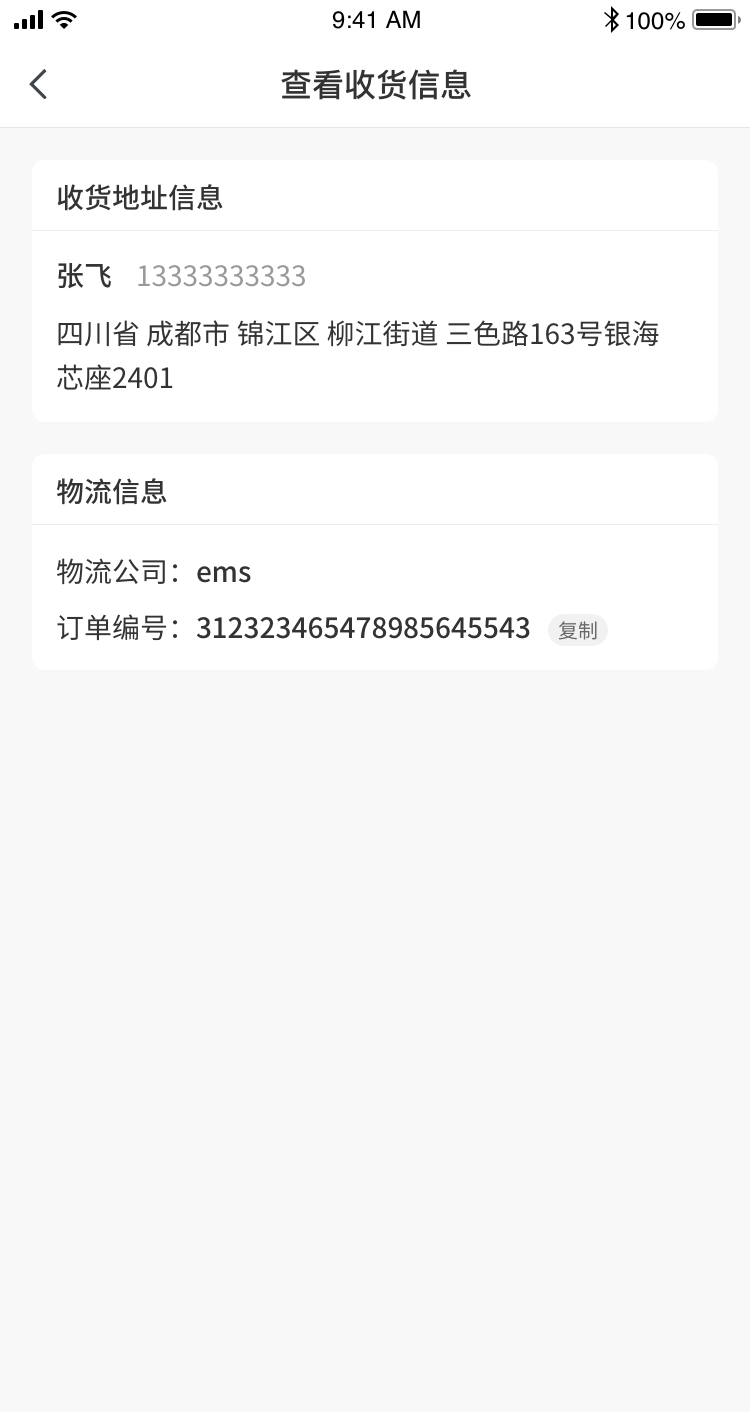 9:41 AM
100%
查看收货信息
收货地址信息
张飞 13333333333
四川省 成都市 锦江区 柳江街道 三色路163号银海
芯座2401
物流信息
物流公司：ems
订单编号：312323465478985645543 复制